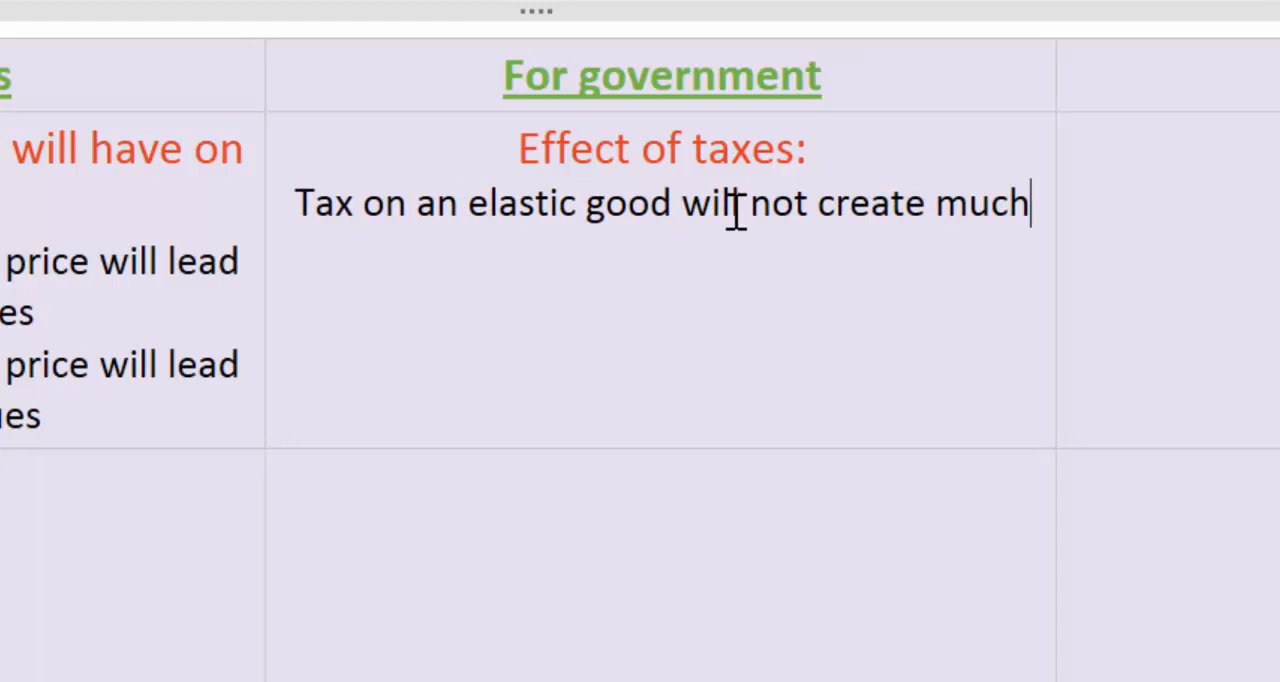 s
For government
will have on
Effect of taxes:
Tax on an elastic good will not create much
price will lead
es
price will lead
ues